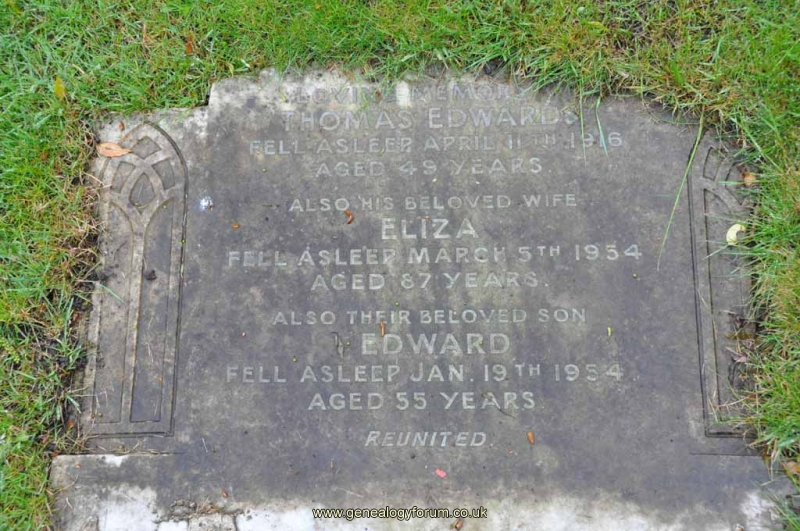 LOVING MEMORY
THOMAS EDWARDS
FELL ASLEEP APRIL 11TH 1916
AGED 49 YEARS
ALSO HIS BELOVED WIFE
ELIZA
FELL ASLEEP MARCH 5TH 1954
AGED 87 YEARS.
ALSO THEIR BELOVED SON
EDWARD
FELL ASLEEP JAN. 19TH 1954
AGED 55 YEARS.
REUNITED.
www.genealogyforum.co.uk